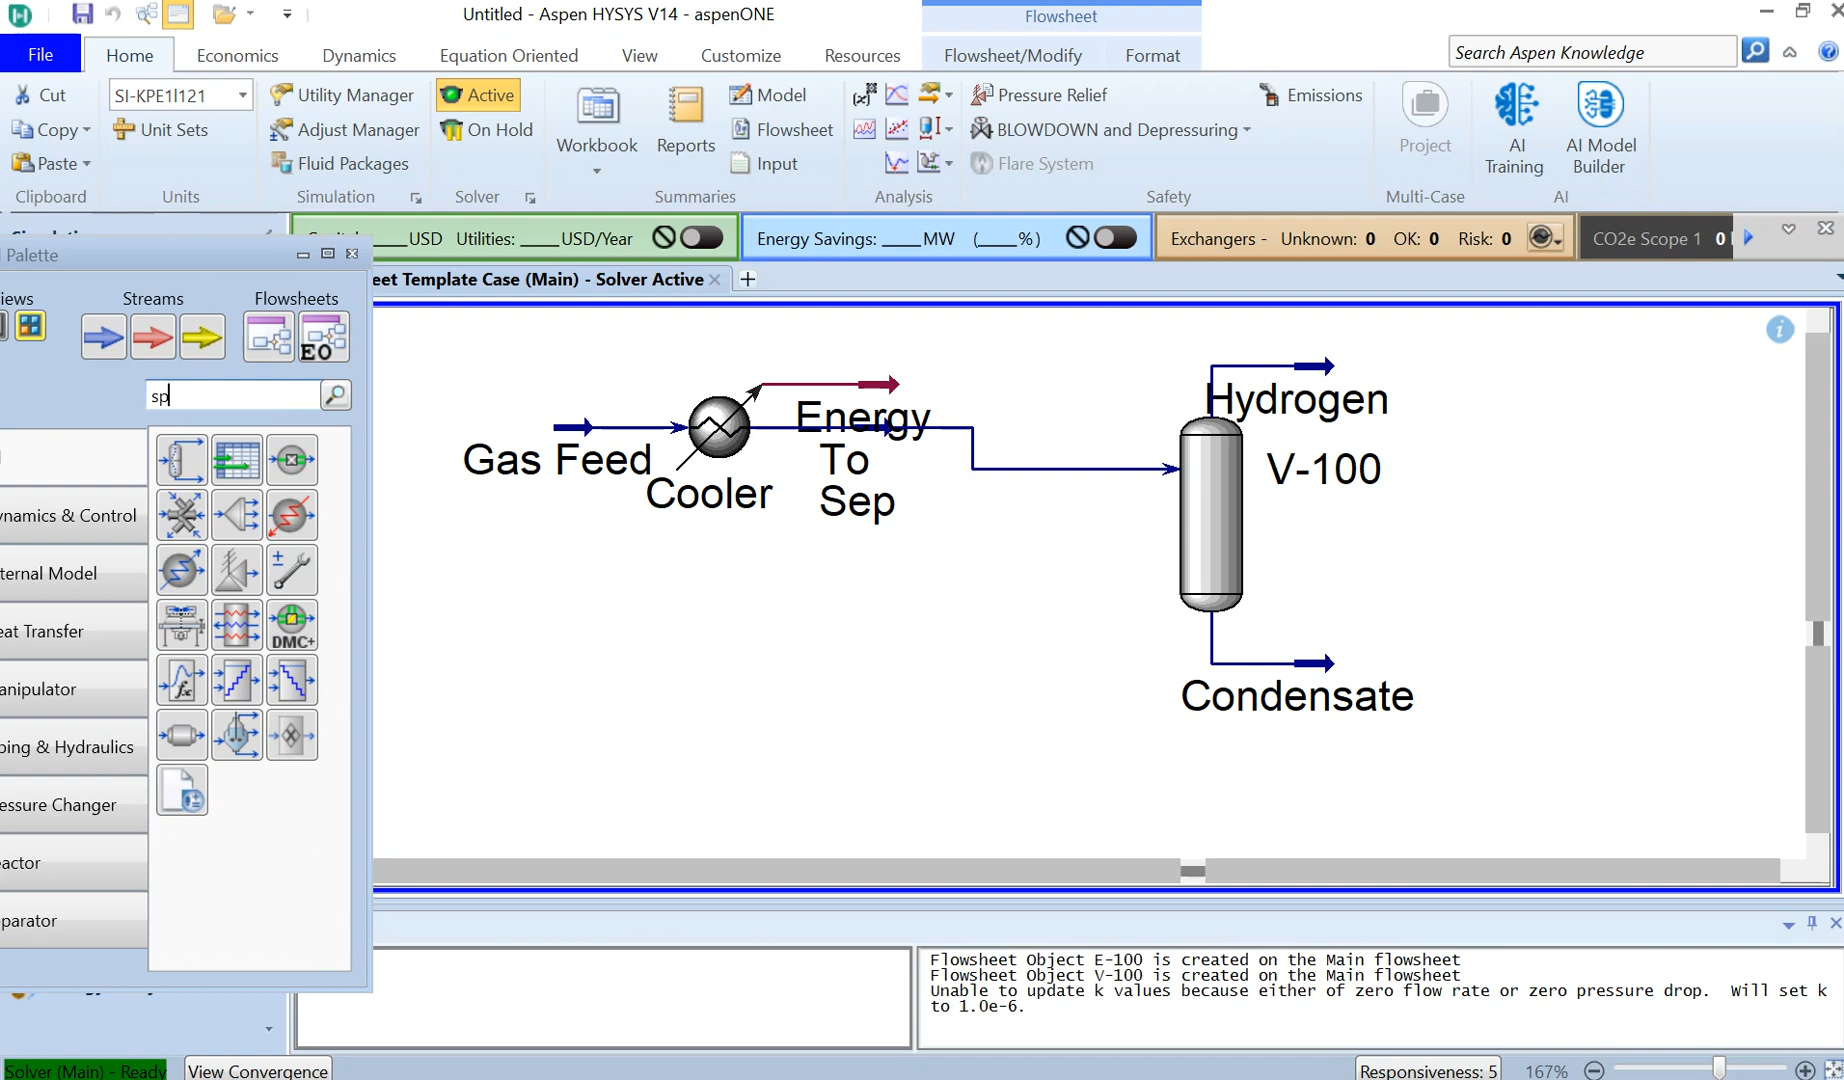 Untitled - Aspen HYSYS V14 - aspenONE
Flowsheet
File
Home
Economics
Dynamics
Equation Oriented
View
Customize
Resources
Flowsheet/Modify
Format
Search Aspen Knowledge
Cut
Copy
Paste
Clipboard
SI-KPE1l121
Unit Sets
Units
Utility Manager
Adjust Manager
Fluid Packages
Simulation
Active
On Hold
Solver
Workbook
Reports
Model
Flowsheet
Input
Summaries
Analysis
Pressure Relief
BLOWDOWN and Depressuring
Flare System
Emissions
Safety
Project
Multi-Case
AI
Training
AI Model
Builder
AI
____USD Utilities: ____USD/Year
Energy Savings: ____MW (____%)
Exchangers - Unknown: 0 OK: 0 Risk: 0
CO2e Scope 1 0
Palette
eet Template Case (Main) - Solver Active
iews
Streams
Flowsheets
EO
sp
ynamics & Control
ternal Model
eat Transfer
anipulator
ping & Hydraulics
essure Changer
eactor
parator
DMC+
Gas Feed
Cooler
Energy
To
Sep
Hydrogen
V-100
Condensate
Flowsheet Object E-100 is created on the Main flowsheet
Flowsheet Object V-100 is created on the Main flowsheet
Unable to update k values because either of zero flow rate or zero pressure drop. Will set k
to 1.0e-6.
Solver (Main) - Ready
View Convergence
Responsiveness: 5
167%